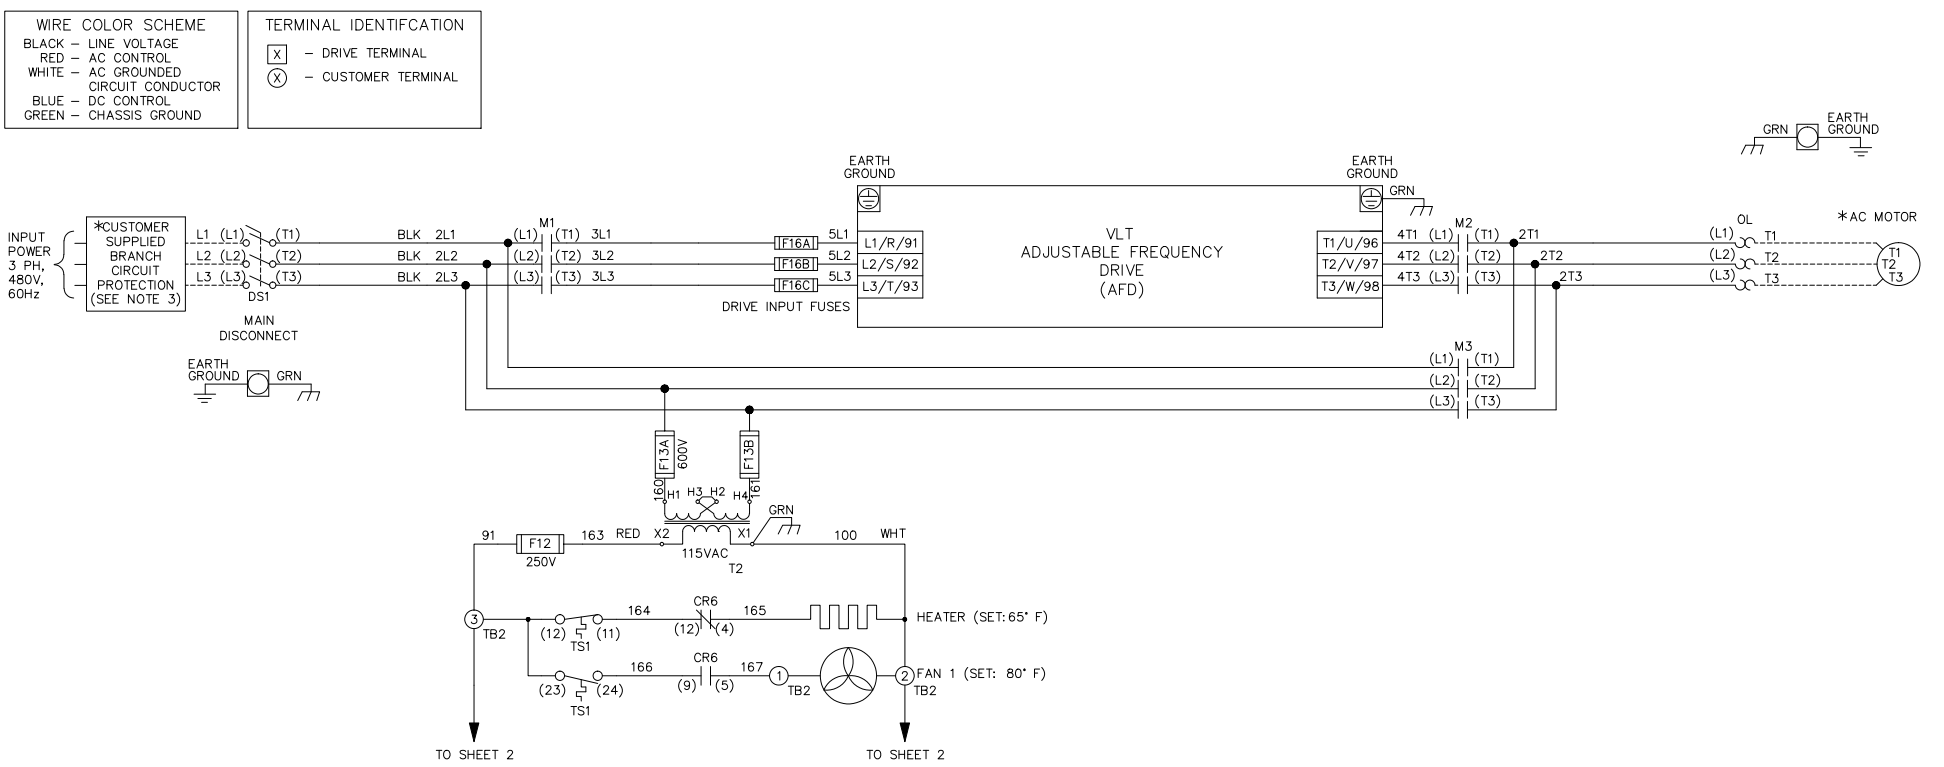 WIRE COLOR SCHEME
BLACK – LINE VOLTAGE
RED – AC CONTROL
WHITE – AC GROUNDED
CIRCUIT CONDUCTOR
BLUE – DC CONTROL
GREEN – CHASSIS GROUND
TERMINAL IDENTIFCATION
X – DRIVE TERMINAL
X – CUSTOMER TERMINAL
GRN
EARTH
GROUND
EARTH
GROUND
EARTH
GROUND
GRN
INPUT
POWER
3 PH,
480V,
60Hz
*CUSTOMER
SUPPLIED
BRANCH
CIRCUIT
PROTECTION
(SEE NOTE 3)
L1 (L1) (T1) BLK 2L1 (L1) M1 (T1) 3L1 F16A 5L1 L1/R/91
L2 (L2) (T2) BLK 2L2 (L2) (T2) 3L2 F16B 5L2 L2/S/92
L3 (L3) (T3) BLK 2L3 (L3) (T3) 3L3 F16C 5L3 L3/T/93
DS1
MAIN
DISCONNECT
DRIVE INPUT FUSES
VLT
ADJUSTABLE FREQUENCY
DRIVE
(AFD)
T1/U/96 4T1 (L1) M2 (T1) 2T1 (L1) OL T1
T2/V/97 4T2 (L2) (T2) 2T2 (L2) T2
T3/W/98 4T3 (L3) (T3) 2T3 (L3) T3
*AC MOTOR
T1
T2
T3
EARTH
GROUND
GRN
M3
(L1) (T1)
(L2) (T2)
(L3) (T3)
F13A
600V
F13B
160
161
H1 H3 H2 H4
GRN
91 F12 163 RED X2 X1 100 WHT
250V
115VAC
T2
3
TB2
(12) (11)
TS1
164
CR6
(12) (4)
165
HEATER (SET:65° F)
(23) (24)
TS1
166
CR6
(9) (5)
167
1
TB2
2
TB2
FAN 1 (SET: 80° F)
TO SHEET 2
TO SHEET 2